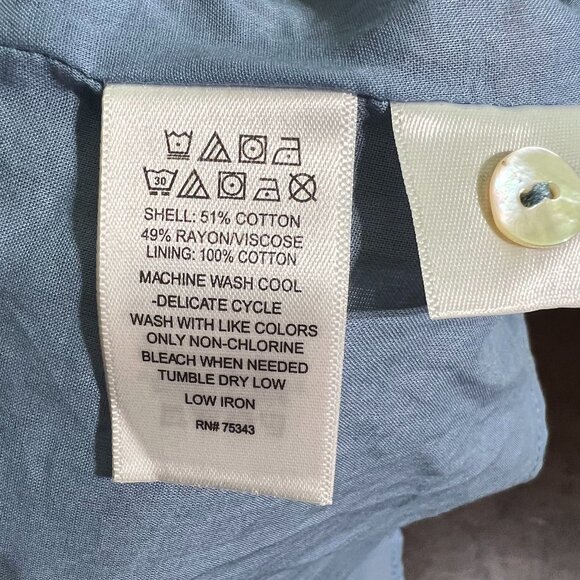 30
SHELL: 51% COTTON
49% RAYON/VISCOSE
LINING: 100% COTTON
MACHINE WASH COOL
-DELICATE CYCLE
WASH WITH LIKE COLORS
ONLY NON-CHLORINE
BLEACH WHEN NEEDED
TUMBLE DRY LOW
LOW IRON
RN# 75343